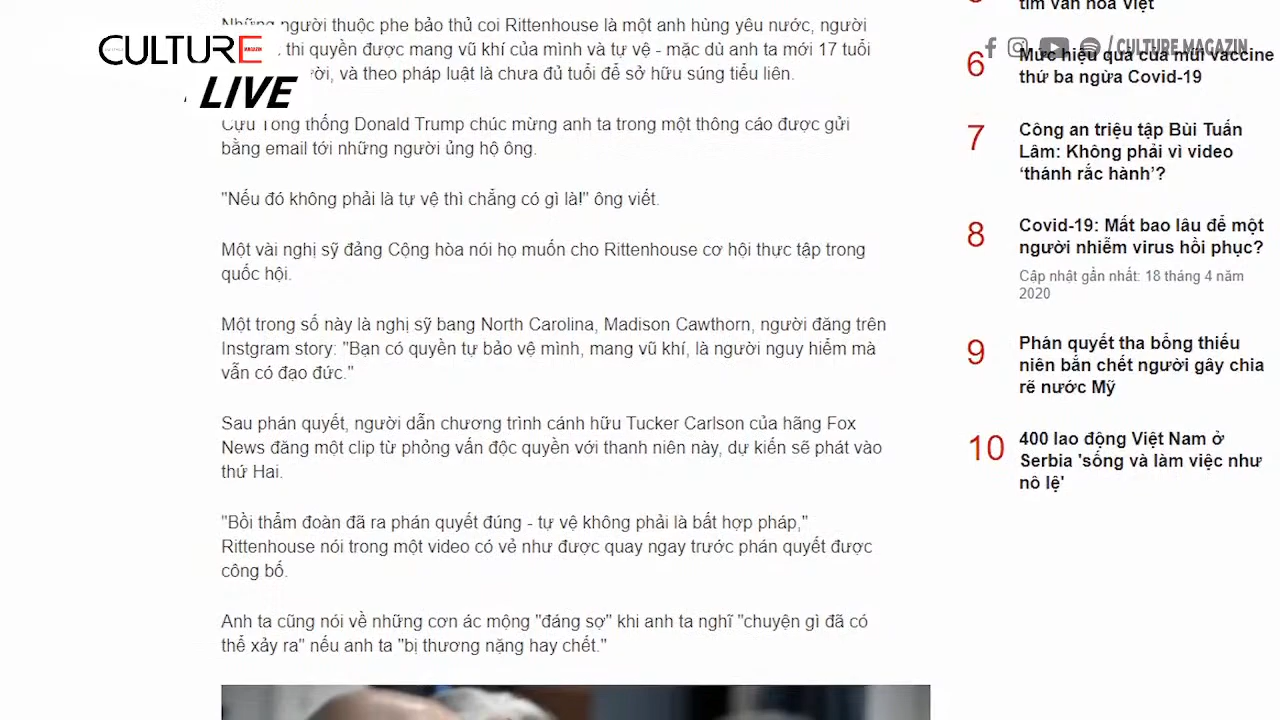 Những người thuộc phe bảo thủ coi Rittenhouse là một anh hùng yêu nước, người
thi quyền được mang vũ khí của mình và tự vệ - mặc dù anh ta mới 17 tuổi
và theo pháp luật là chưa đủ tuổi để sở hữu súng tiểu liên.
CULTURE
MAGAZIN
LIVE
Cựu Tổng thống Donald Trump chúc mừng anh ta trong một thông cáo được gửi
bằng email tới những người ủng hộ ông.
"Nếu đó không phải là tự vệ thì chẳng có gì là!" ông viết.
Một vài nghị sỹ đảng Cộng hòa nói họ muốn cho Rittenhouse cơ hội thực tập trong
quốc hội.
Một trong số này là nghị sỹ bang North Carolina, Madison Cawthorn, người đăng trên
Instgram story: "Bạn có quyền tự bảo vệ mình, mang vũ khí, là người nguy hiểm mà
vẫn có đạo đức."
Sau phán quyết, người dẫn chương trình cánh hữu Tucker Carlson của hãng Fox
News đăng một clip từ phỏng vấn độc quyền với thanh niên này, dự kiến sẽ phát vào
thứ Hai.
"Bồi thẩm đoàn đã ra phán quyết đúng - tự vệ không phải là bất hợp pháp,"
Rittenhouse nói trong một video có vẻ như được quay ngay trước phán quyết được
công bố.
Anh ta cũng nói về những cơn ác mộng "đáng sợ" khi anh ta nghĩ "chuyện gì đã có
thể xảy ra" nếu anh ta "bị thương nặng hay chết."
tìm văn hóa Việt
/CULTURE MAGAZIN
6
Mức hiệu quả của mũi vaccine
thứ ba ngừa Covid-19
7
Công an triệu tập Bùi Tuấn
Lâm: Không phải vì video
‘thánh rắc hành’?
8
Covid-19: Mất bao lâu để một
người nhiễm virus hồi phục?
Cập nhật gần nhất: 18 tháng 4 năm
2020
9
Phán quyết tha bổng thiếu
niên bắn chết người gây chia
rẽ nước Mỹ
10
400 lao động Việt Nam ở
Serbia 'sống và làm việc như
nô lệ'